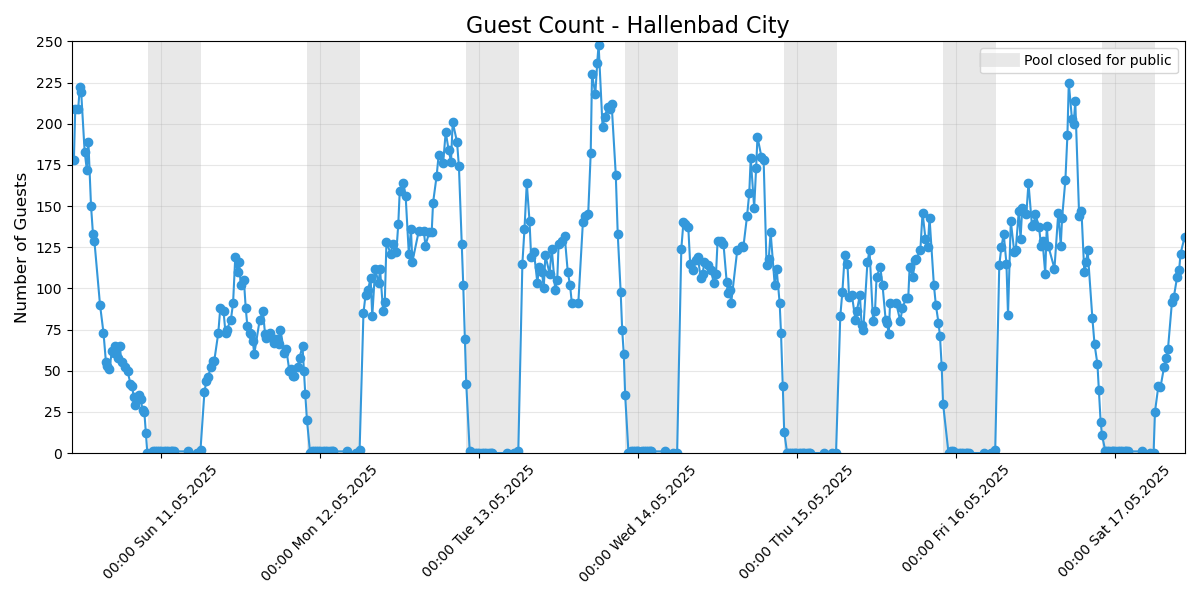 Guest Count - Hallenbad City
Pool closed for public
Number of Guests
250
225
200
175
150
125
100
75
50
25
0
00:00 Sun 11.05.2025
00:00 Mon 12.05.2025
00:00 Tue 13.05.2025
00:00 Wed 14.05.2025
00:00 Thu 15.05.2025
00:00 Fri 16.05.2025
00:00 Sat 17.05.2025